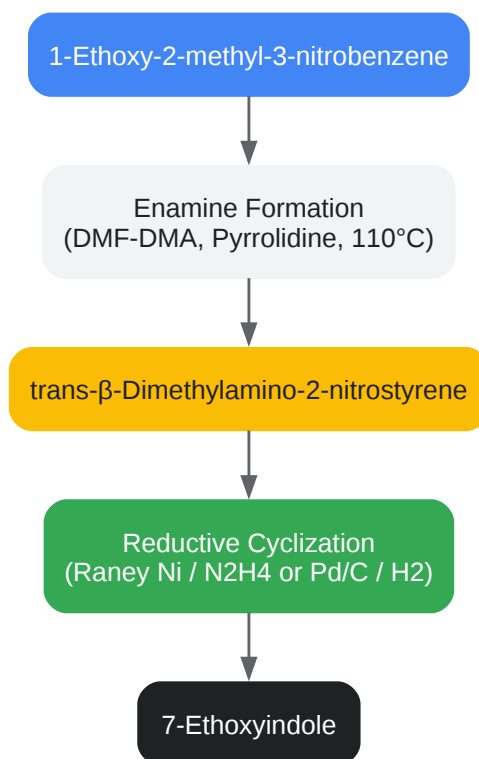 1-Ethoxy-2-methyl-3-nitrobenzene
Enamine Formation
(DMF-DMA, Pyrrolidine, 110°C)
trans-β-Dimethylamino-2-nitrostyrene
Reductive Cyclization
(Raney Ni / N2H4 or Pd/C / H2)
7-Ethoxyindole